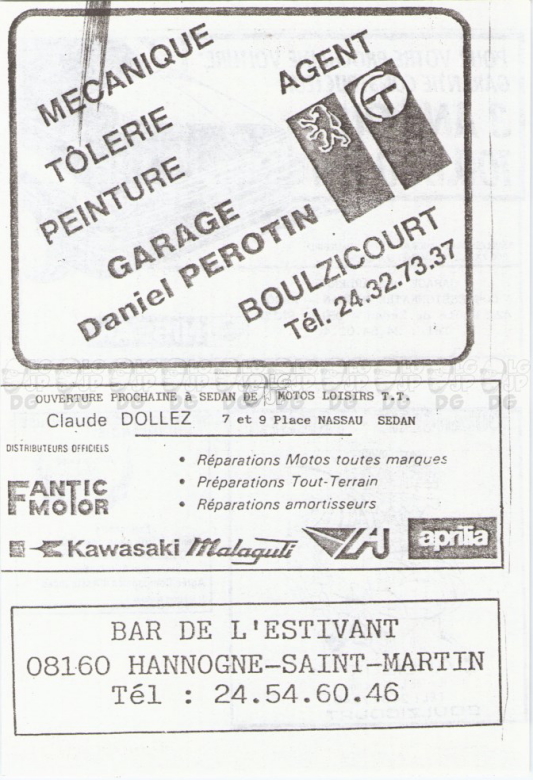 MÉCANIQUE
TÔLERIE
PEINTURE
AGENT
GARAGE
Daniel PEROTIN
BOULZICOURT
Tél. 24.32.73.37
OUVERTURE PROCHAINE à SEDAN DE MOTOS LOISIRS T.T.
Claude DOLLEZ 7 et 9 Place NASSAU SEDAN
DISTRIBUTEURS OFFICIELS
• Réparations Motos toutes marques
• Préparations Tout-Terrain
• Réparations amortisseurs
FANTIC
MOTOR
Kawasaki Malaguti aprilia
BAR DE L'ESTIVANT
08160 HANNOGNE-SAINT-MARTIN
Tél : 24.54.60.46